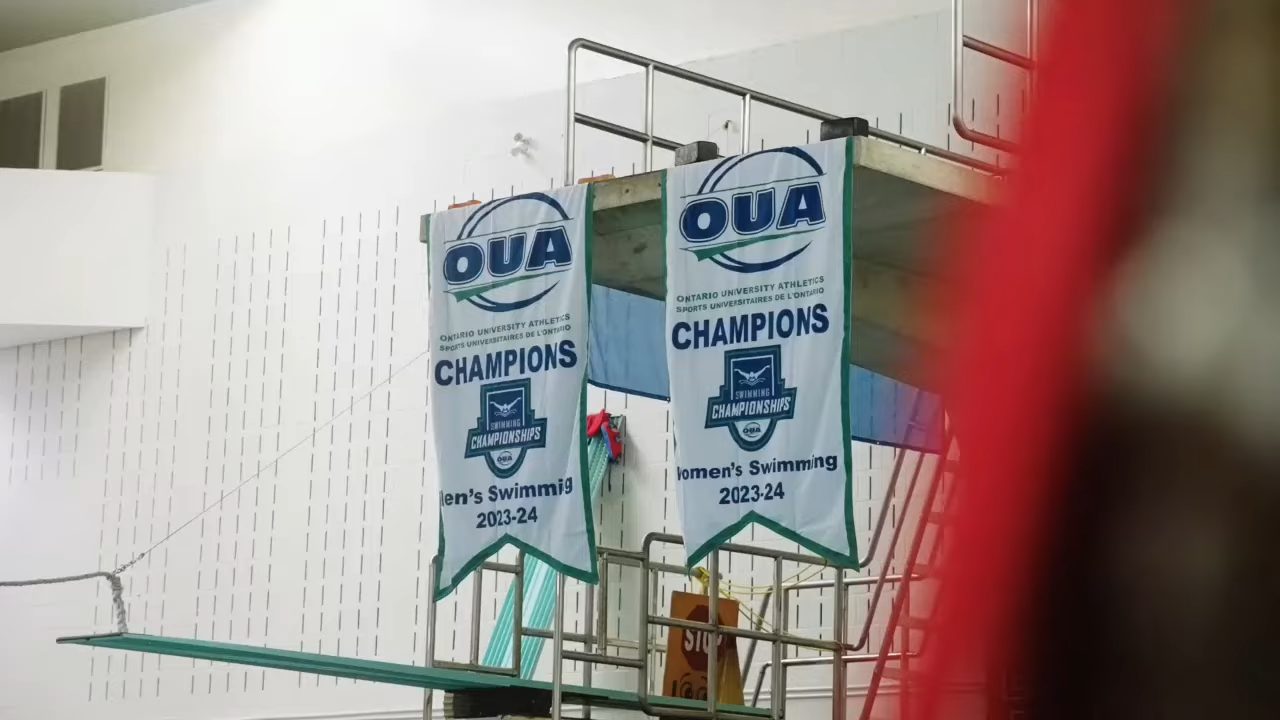 OUA
ONTARIO UNIVERSITY ATHLETICS
SPORTS UNIVERSITAIRES DE L'ONTARIO
CHAMPIONS
SWIMMING
CHAMPIONSHIPS
OUA
en's Swimmig
2023-24
OUA
ONTARIO UNIVERSITY ATHLETICS
SPORTS UNIVERSITAIRES DE L'ONTARIO
CHAMPIONS
SWIMMING
CHAMPIONSHIPS
OUA
omen's Swimming
2023-24
STOP